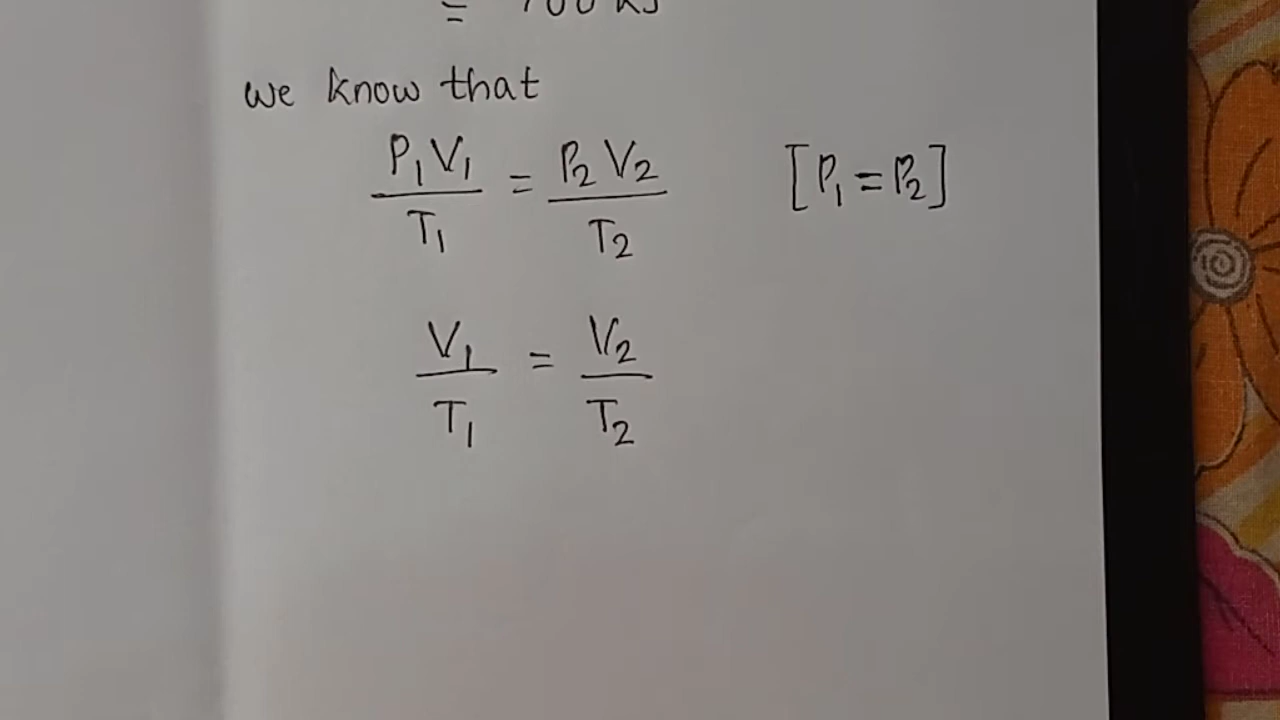 =
we know that
P₁V₁/T₁ = P₂V₂/T₂ [P₁ = P₂]
V₁/T₁ = V₂/T₂